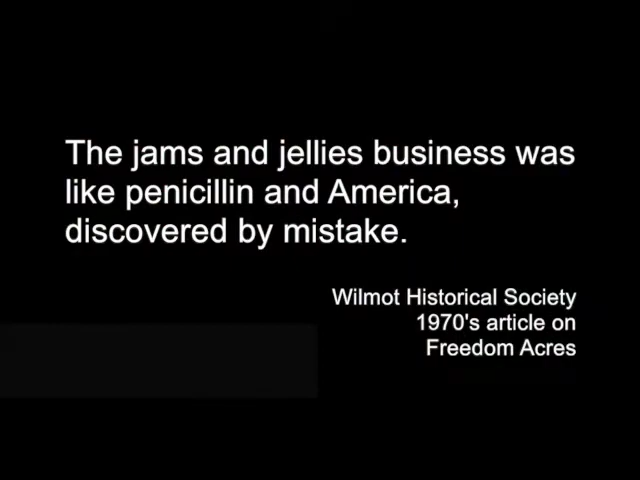 The jams and jellies business was
like penicillin and America,
discovered by mistake.
Wilmot Historical Society
1970's article on
Freedom Acres